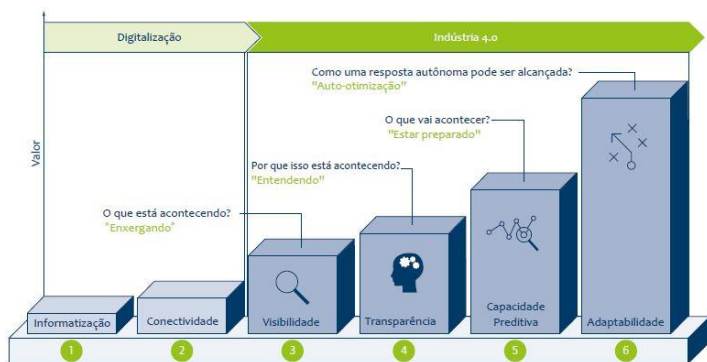 Digitalização
Indústria 4.0
Valor
Como uma resposta autônoma pode ser alcançada?
"Auto-otimização"
O que vai acontecer?
"Estar preparado"
Por que isso está acontecendo?
"Entendendo"
O que está acontecendo?
"Enxergando"
Informatização
Conectividade
Visibilidade
Transparência
Capacidade
Preditiva
Adaptabilidade
1
2
3
4
5
6